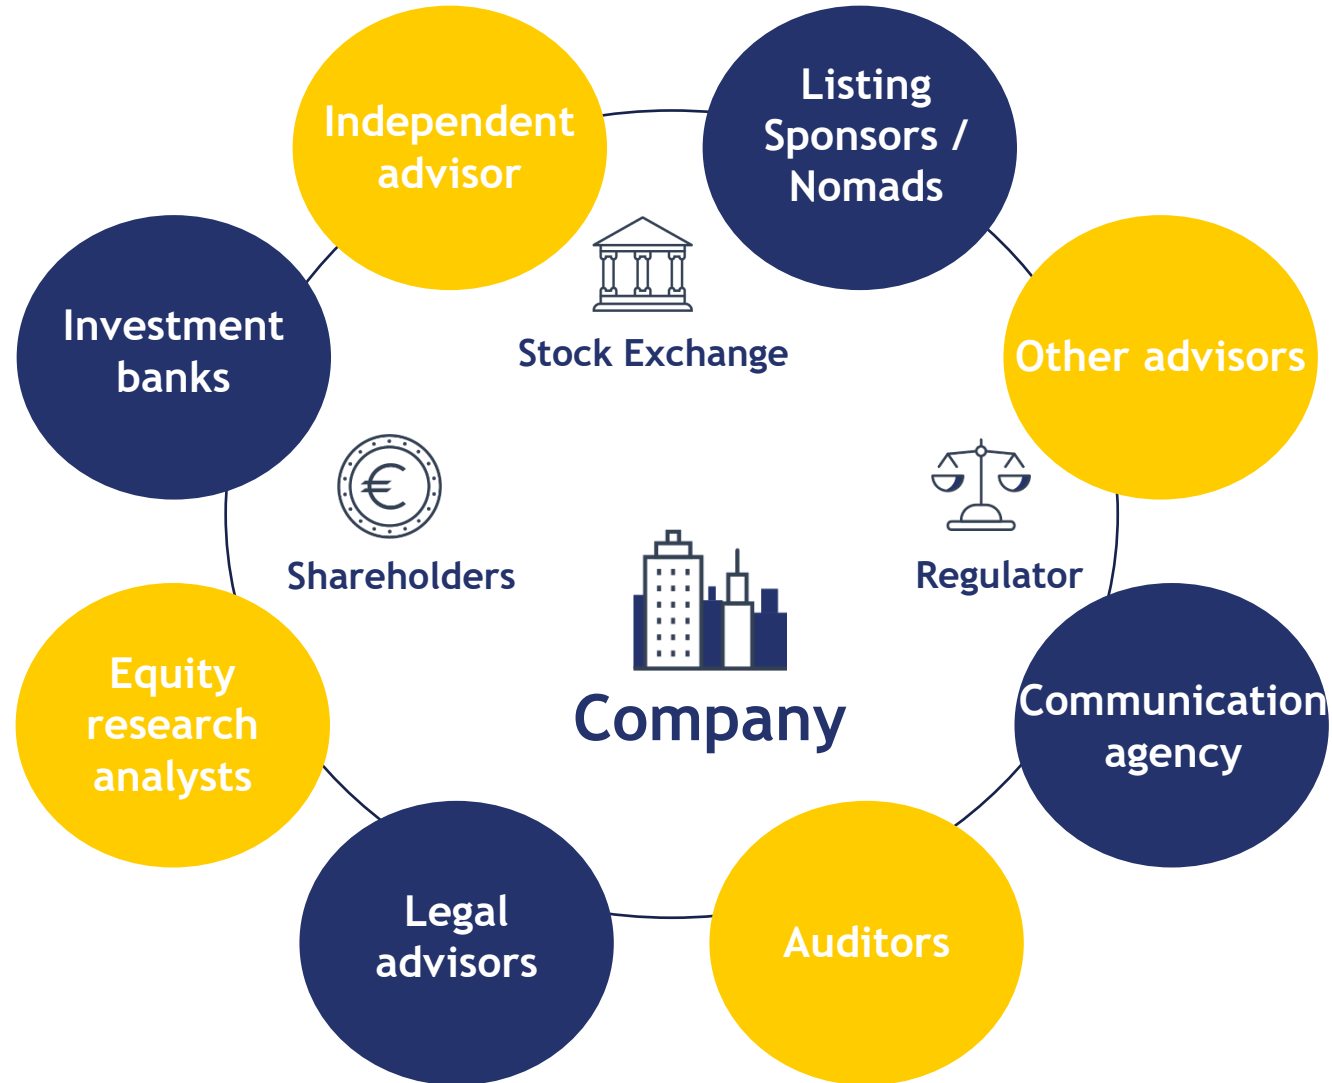 Independent
advisor
Listing
Sponsors /
Nomads
Investment
banks
Stock Exchange
Other advisors
Shareholders
Regulator
Company
Equity
research
analysts
Communication
agency
Legal
advisors
Auditors